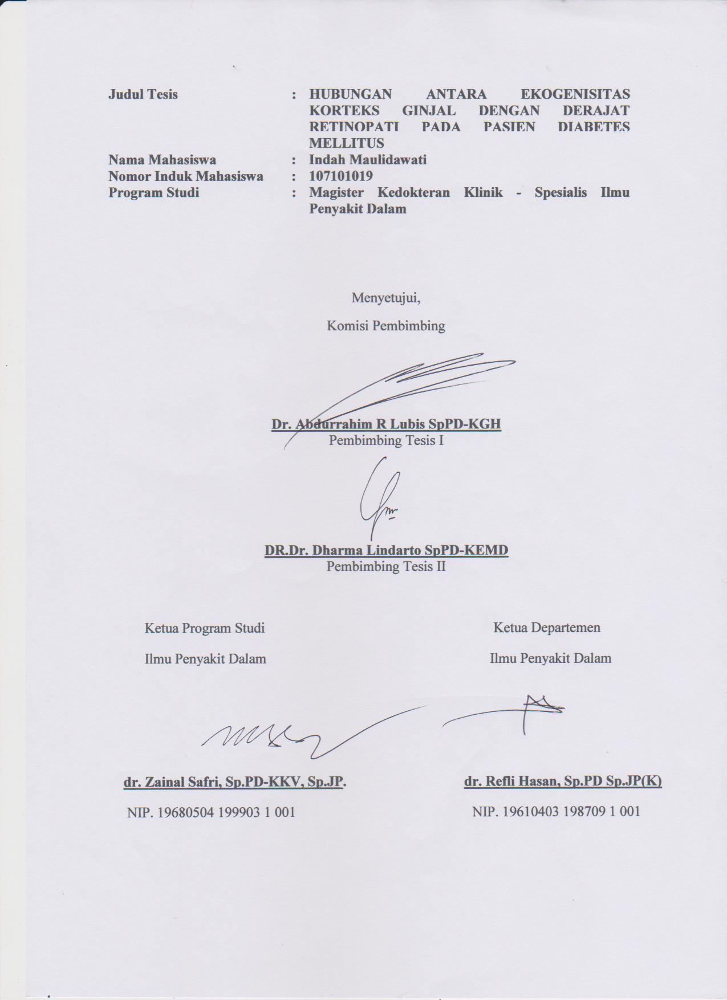 Judul Tesis : HUBUNGAN ANTARA EKOGENISITAS
KORTEKS GINJAL DENGAN DERAJAT
RETINOPATI PADA PASIEN DIABETES
MELLITUS
Nama Mahasiswa : Indah Maulidawati
Nomor Induk Mahasiswa : 107101019
Program Studi : Magister Kedokteran Klinik - Spesialis Ilmu
Penyakit Dalam
Menyetujui,
Komisi Pembimbing
Dr. Abdurrahim R Lubis SpPD-KGH
Pembimbing Tesis I
DR.Dr. Dharma Lindarto SpPD-KEMD
Pembimbing Tesis II
Ketua Program Studi
Ilmu Penyakit Dalam
dr. Zainal Safri, Sp.PD-KKV, Sp.JP.
NIP. 19680504 199903 1 001
Ketua Departemen
Ilmu Penyakit Dalam
dr. Refli Hasan, Sp.PD Sp.JP(K)
NIP. 19610403 198709 1 001